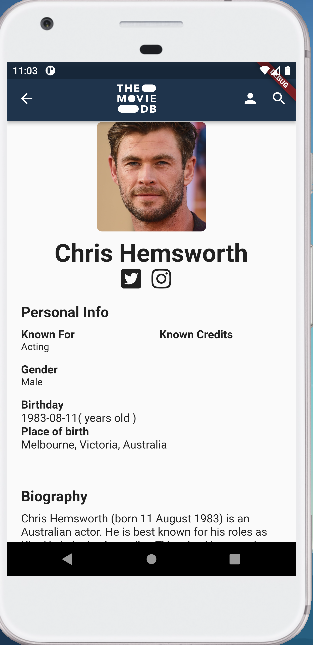 11:03
DEBUG
THE
MOVIE
DB
Chris Hemsworth
Personal Info
Known For
Known Credits
Acting
Gender
Male
Birthday
1983-08-11( years old )
Place of birth
Melbourne, Victoria, Australia
Biography
Chris Hemsworth (born 11 August 1983) is an
Australian actor. He is best known for his roles as